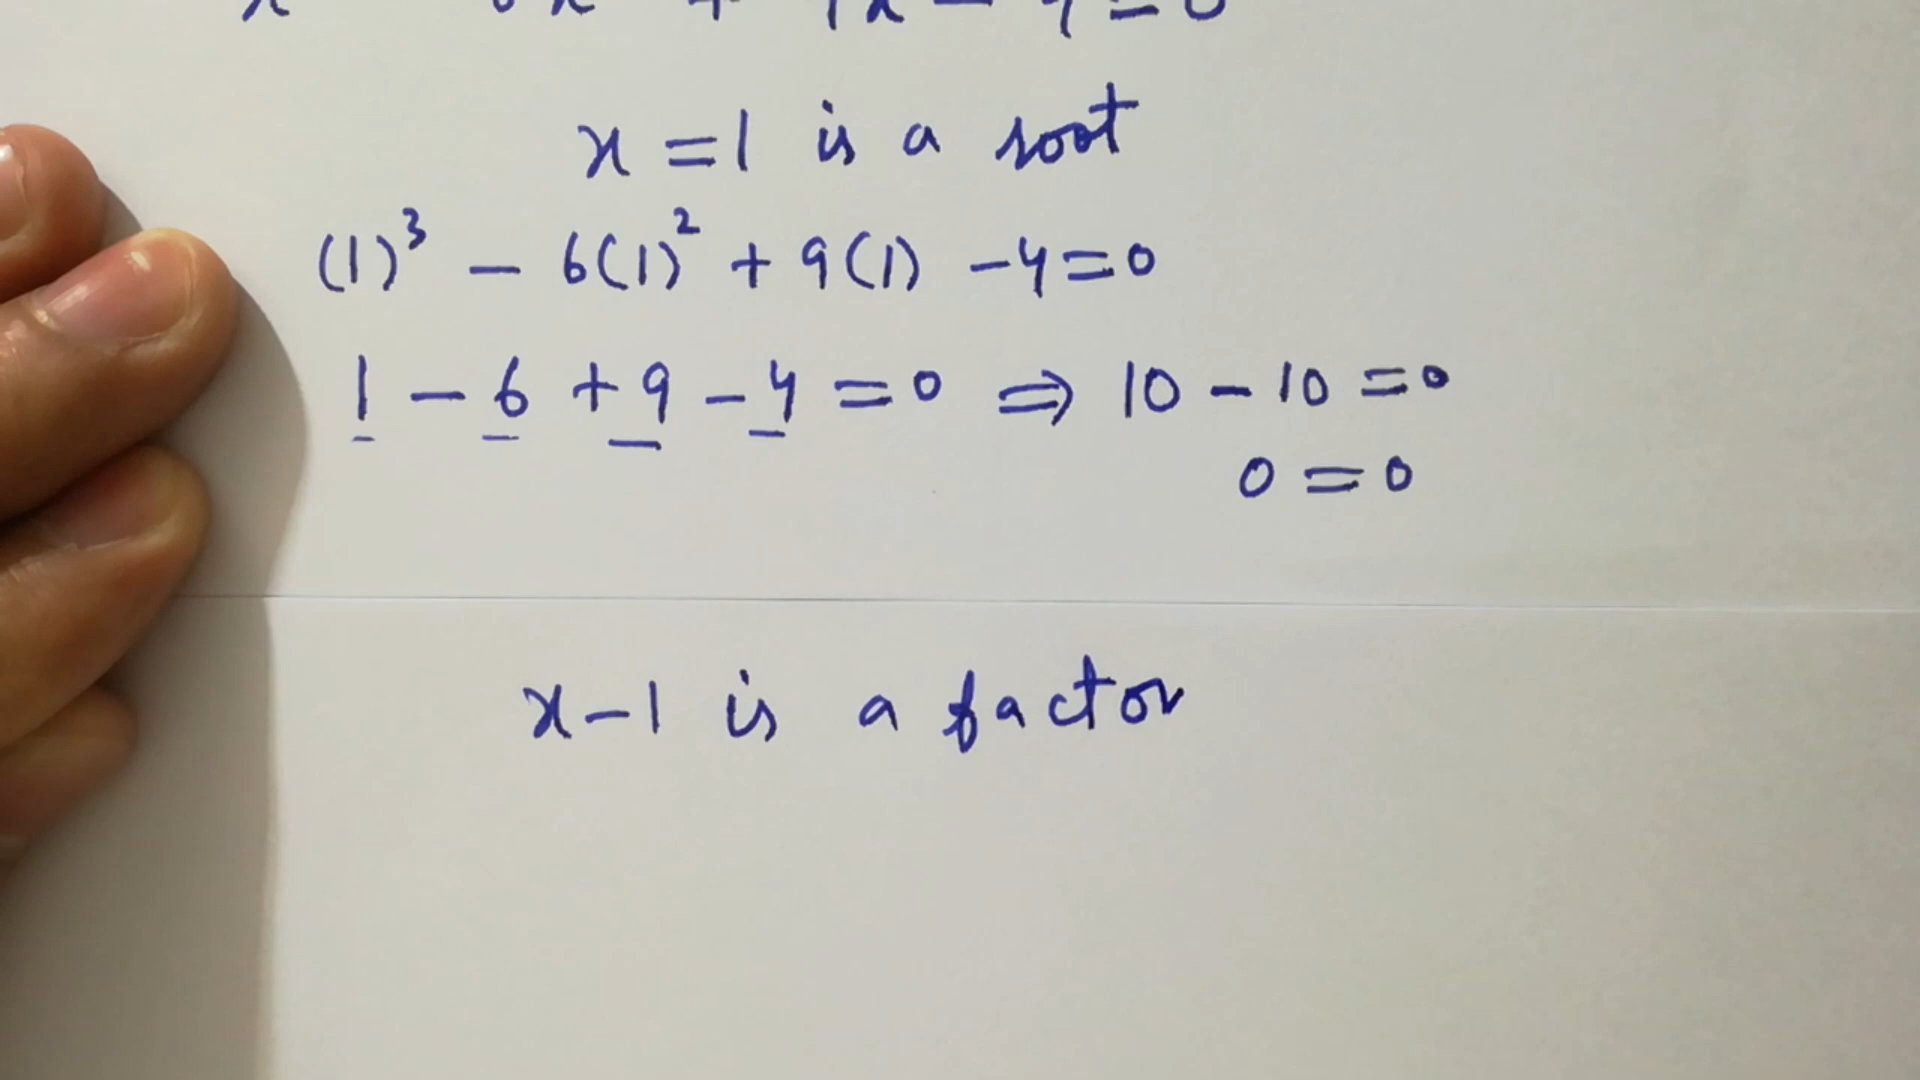 x = 1 is a root
(1)³ - 6(1)² + 9(1) - 4 = 0
1 - 6 + 9 - 4 = 0 ⇒ 10 - 10 = 0
0 = 0
x - 1 is a factor